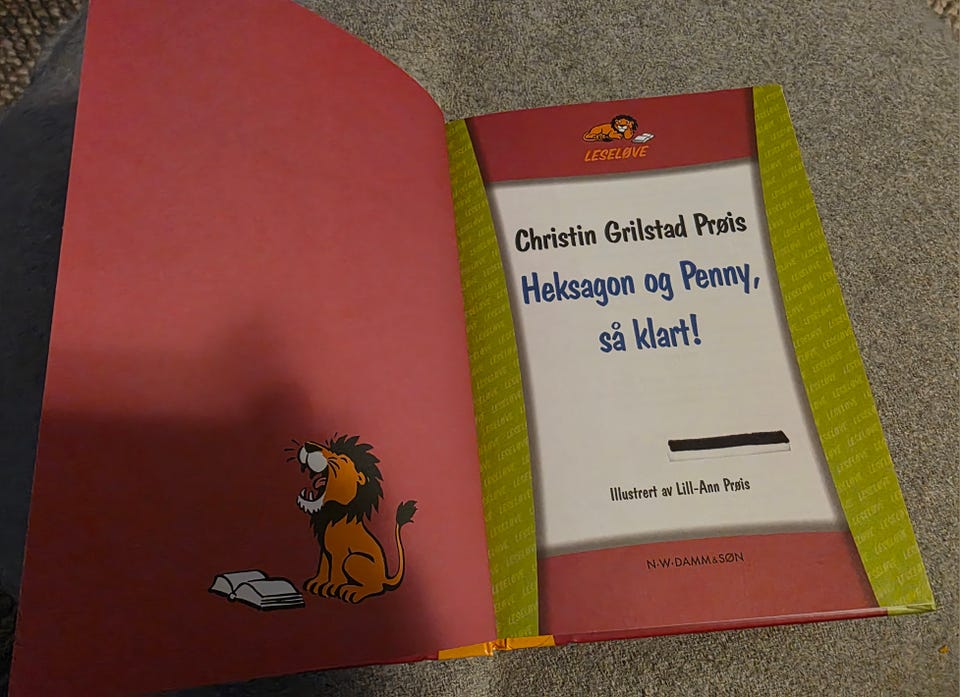 LESELØVE
Christin Grilstad Prøis
Heksagon og Penny,
så klart!
Illustrert av Lill-Ann Prøis
N·W·DAMM&SØN